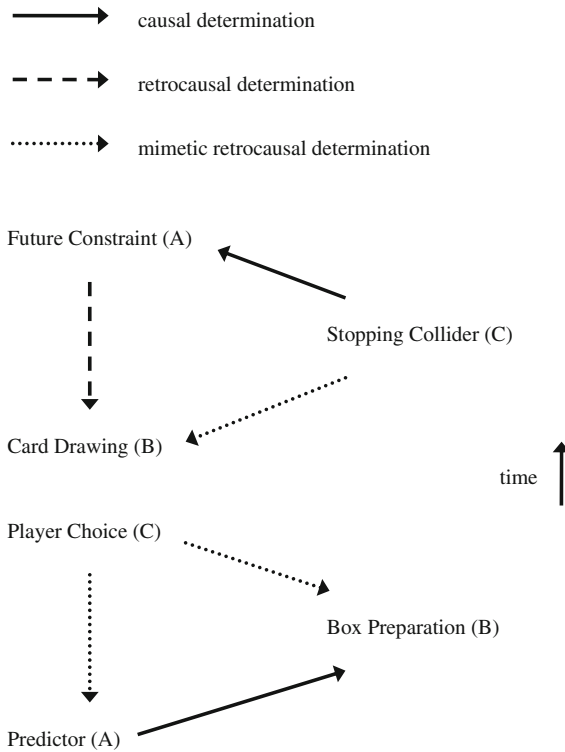 causal determination
retrocausal determination
mimetic retrocausal determination
Future Constraint (A)
Stopping Collider (C)
Card Drawing (B)
time
Player Choice (C)
Box Preparation (B)
Predictor (A)